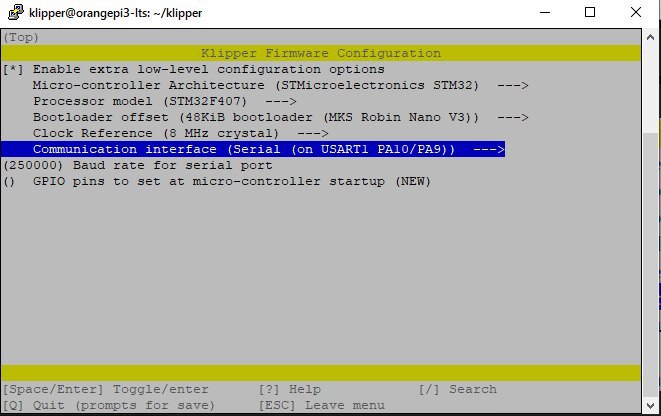 klipper@orangepi3-lts: ~/klipper
(Top)
Klipper Firmware Configuration
[*] Enable extra low-level configuration options
Micro-controller Architecture (STMicroelectronics STM32)  --->
Processor model (STM32F407)  --->
Bootloader offset (48KiB bootloader (MKS Robin Nano V3))  --->
Clock Reference (8 MHz crystal)  --->
Communication interface (Serial (on USART1 PA10/PA9))  --->
(250000) Baud rate for serial port
()  GPIO pins to set at micro-controller startup (NEW)
[Space/Enter] Toggle/enter [?] Help [/] Search
[Q] Quit (prompts for save) [ESC] Leave menu